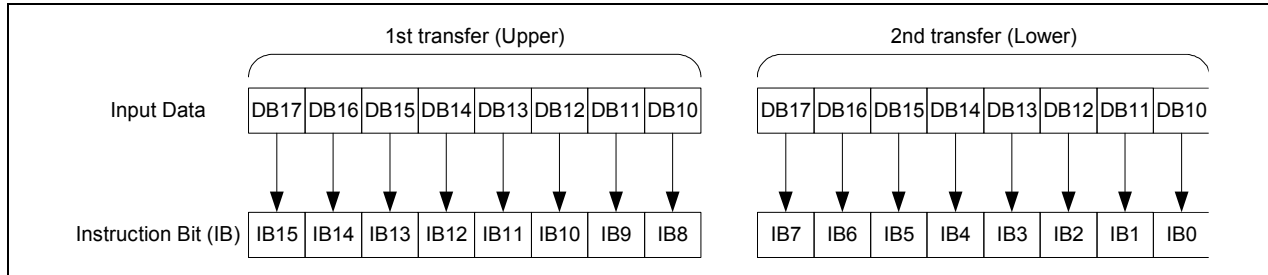 1st transfer (Upper) 2nd transfer (Lower)
Input Data DB17 DB16 DB15 DB14 DB13 DB12 DB11 DB10 DB17 DB16 DB15 DB14 DB13 DB12 DB11 DB10
Instruction Bit (IB) IB15 IB14 IB13 IB12 IB11 IB10 IB9 IB8 IB7 IB6 IB5 IB4 IB3 IB2 IB1 IB0